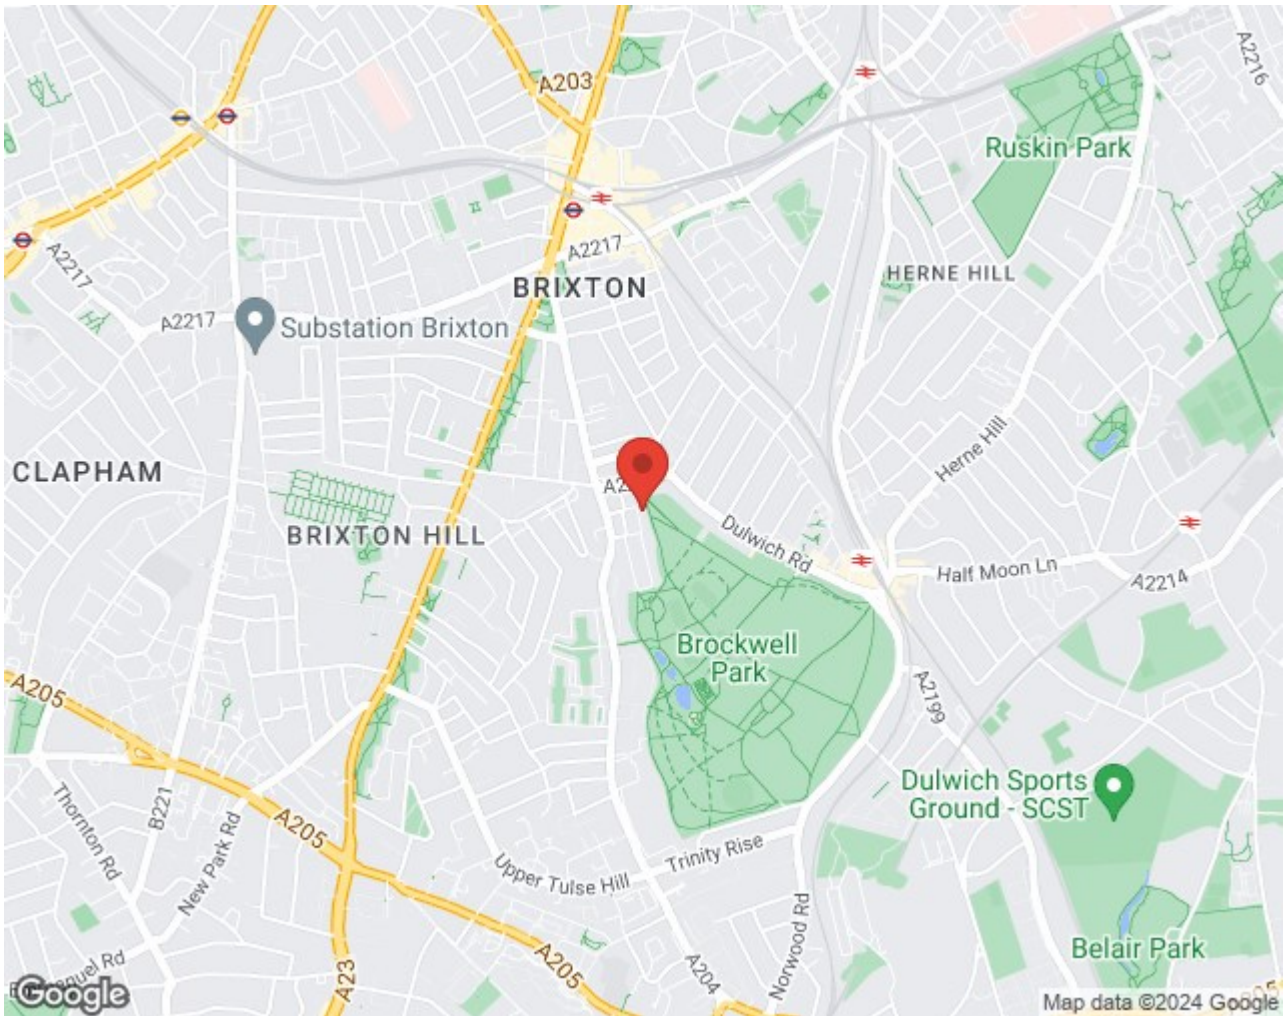 A203
A2216
Ruskin Park
A2217
A2217
HERNE HILL
BRIXTON
A2217
Substation Brixton
CLAPHAM
Herne Hill
BRIXTON HILL
Dulwich Rd
Half Moon Ln
A2214
Brockwell
Park
A205
A2199
Dulwich Sports
Ground - SCST
Thornton Rd
B221
New Park Rd
A205
Trinity Rise
Upper Tulse Hill
Norwood Rd
Belair Park
A205
A204
A23
Rd
Google
Map data ©2024 Google